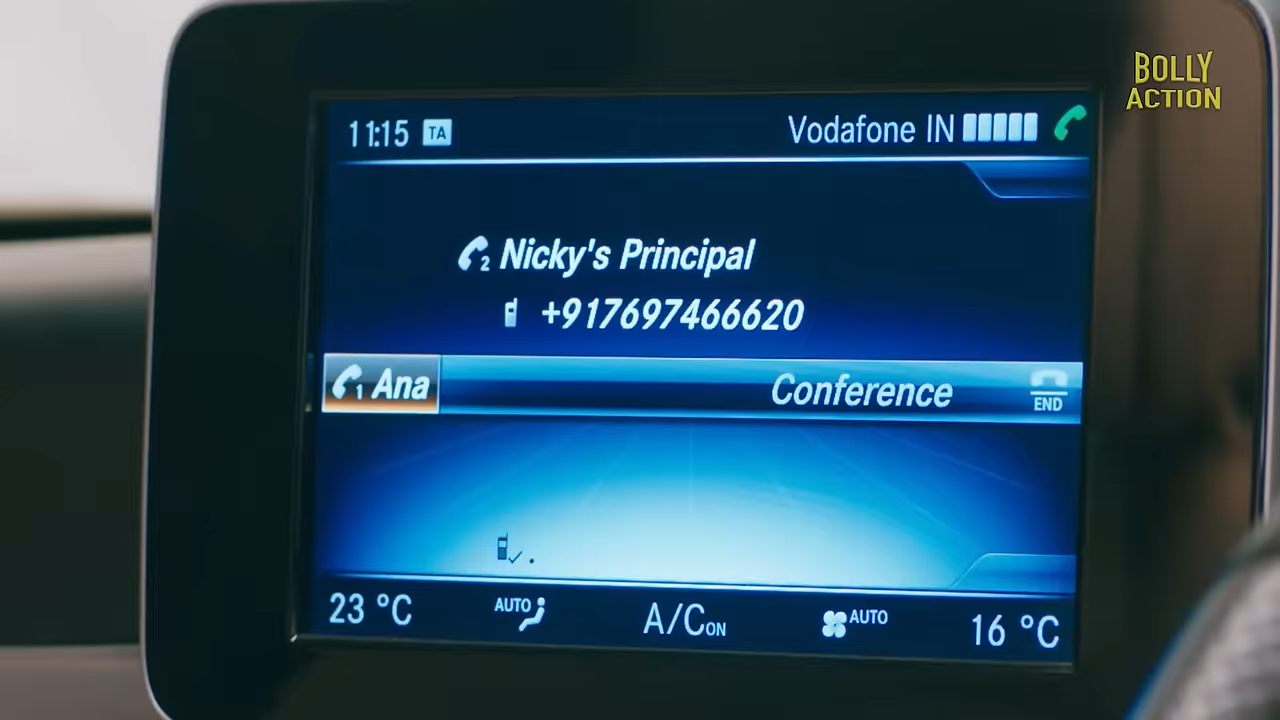 BOLLY
ACTION
11:15 TA Vodafone IN
2 Nicky's Principal
+917697466620
1 Ana Conference END
23 °C AUTO A/C ON AUTO 16 °C